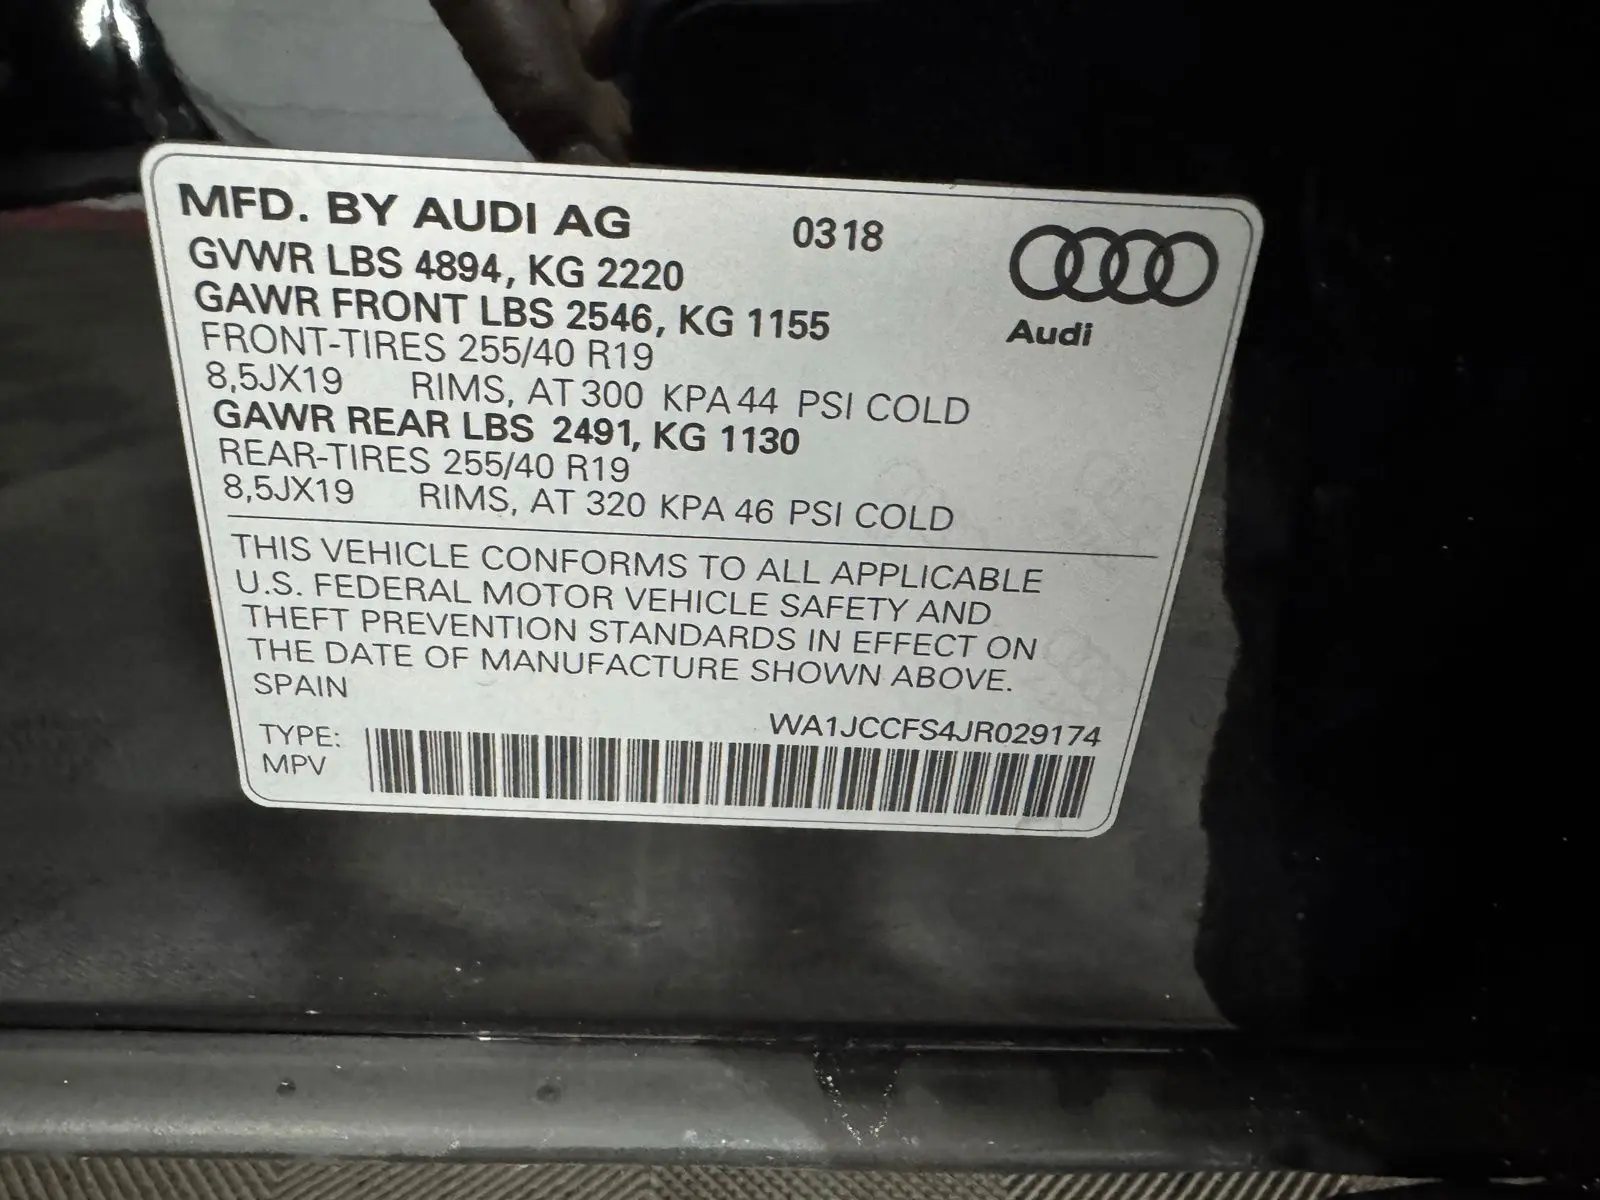 MFD. BY AUDI AG 0318
GVWR LBS 4894, KG 2220
GAWR FRONT LBS 2546, KG 1155
Audi
FRONT-TIRES 255/40 R19
8,5JX19 RIMS, AT 300 KPA 44 PSI COLD
GAWR REAR LBS 2491, KG 1130
REAR-TIRES 255/40 R19
8,5JX19 RIMS, AT 320 KPA 46 PSI COLD
THIS VEHICLE CONFORMS TO ALL APPLICABLE
U.S. FEDERAL MOTOR VEHICLE SAFETY AND
THEFT PREVENTION STANDARDS IN EFFECT ON
THE DATE OF MANUFACTURE SHOWN ABOVE.
SPAIN
WA1JCCFS4JR029174
TYPE:
MPV